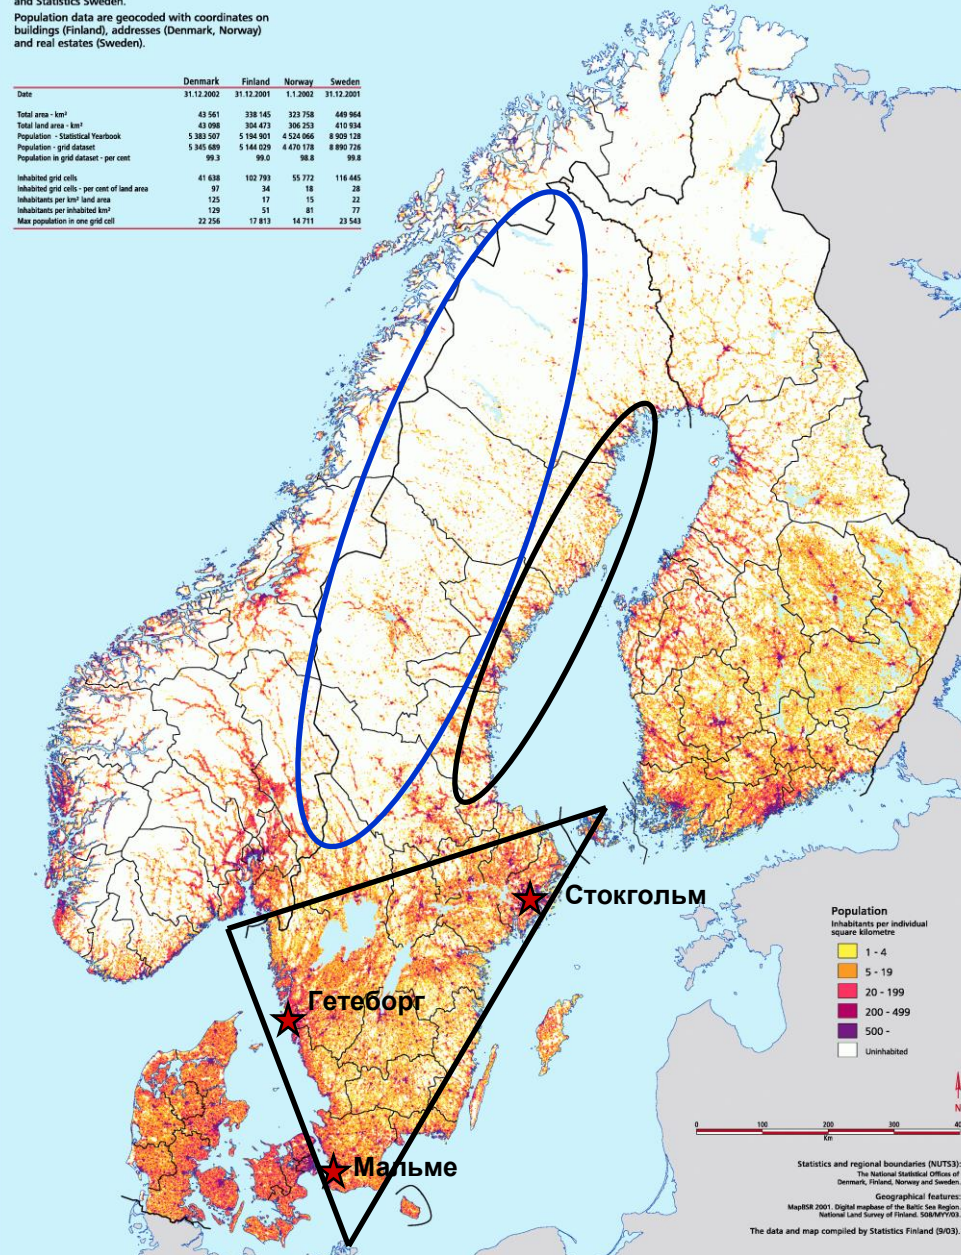 and Statistics Sweden.
Population data are geocoded with coordinates on
buildings (Finland), addresses (Denmark, Norway)
and real estates (Sweden).
Denmark Finland Norway Sweden
Date 31.12.2002 31.12.2001 1.1.2002 31.12.2001
Total area - km² 43 561 338 145 323 758 449 964
Total land area - km² 43 098 304 473 306 253 410 934
Population - Statistical Yearbook 5 383 507 5 194 901 4 524 066 8 909 128
Population - grid dataset 5 345 689 5 144 029 4 470 178 8 890 726
Population in grid dataset - per cent 99.3 99.0 98.8 99.8
Inhabited grid cells 41 638 102 793 55 772 116 445
Inhabited grid cells - per cent of land area 97 34 18 28
Inhabitants per km² land area 125 17 15 22
Inhabitants per inhabited km² 129 51 81 77
Max population in one grid cell 22 256 17 813 14 711 23 543
Стокгольм
Гетеборг
Мальме
Population
Inhabitants per individual
square kilometre
1 - 4
5 - 19
20 - 199
200 - 499
500 -
Uninhabited
N
0 100 200 300 40
Km
Statistics and regional boundaries (NUTS3):
The National Statistical Offices of
Denmark, Finland, Norway and Sweden.
Geographical features:
MapBSR 2001. Digital mapbase of the Baltic Sea Region.
National Land Survey of Finland. 508/MYY/03.
The data and map compiled by Statistics Finland (9/03).